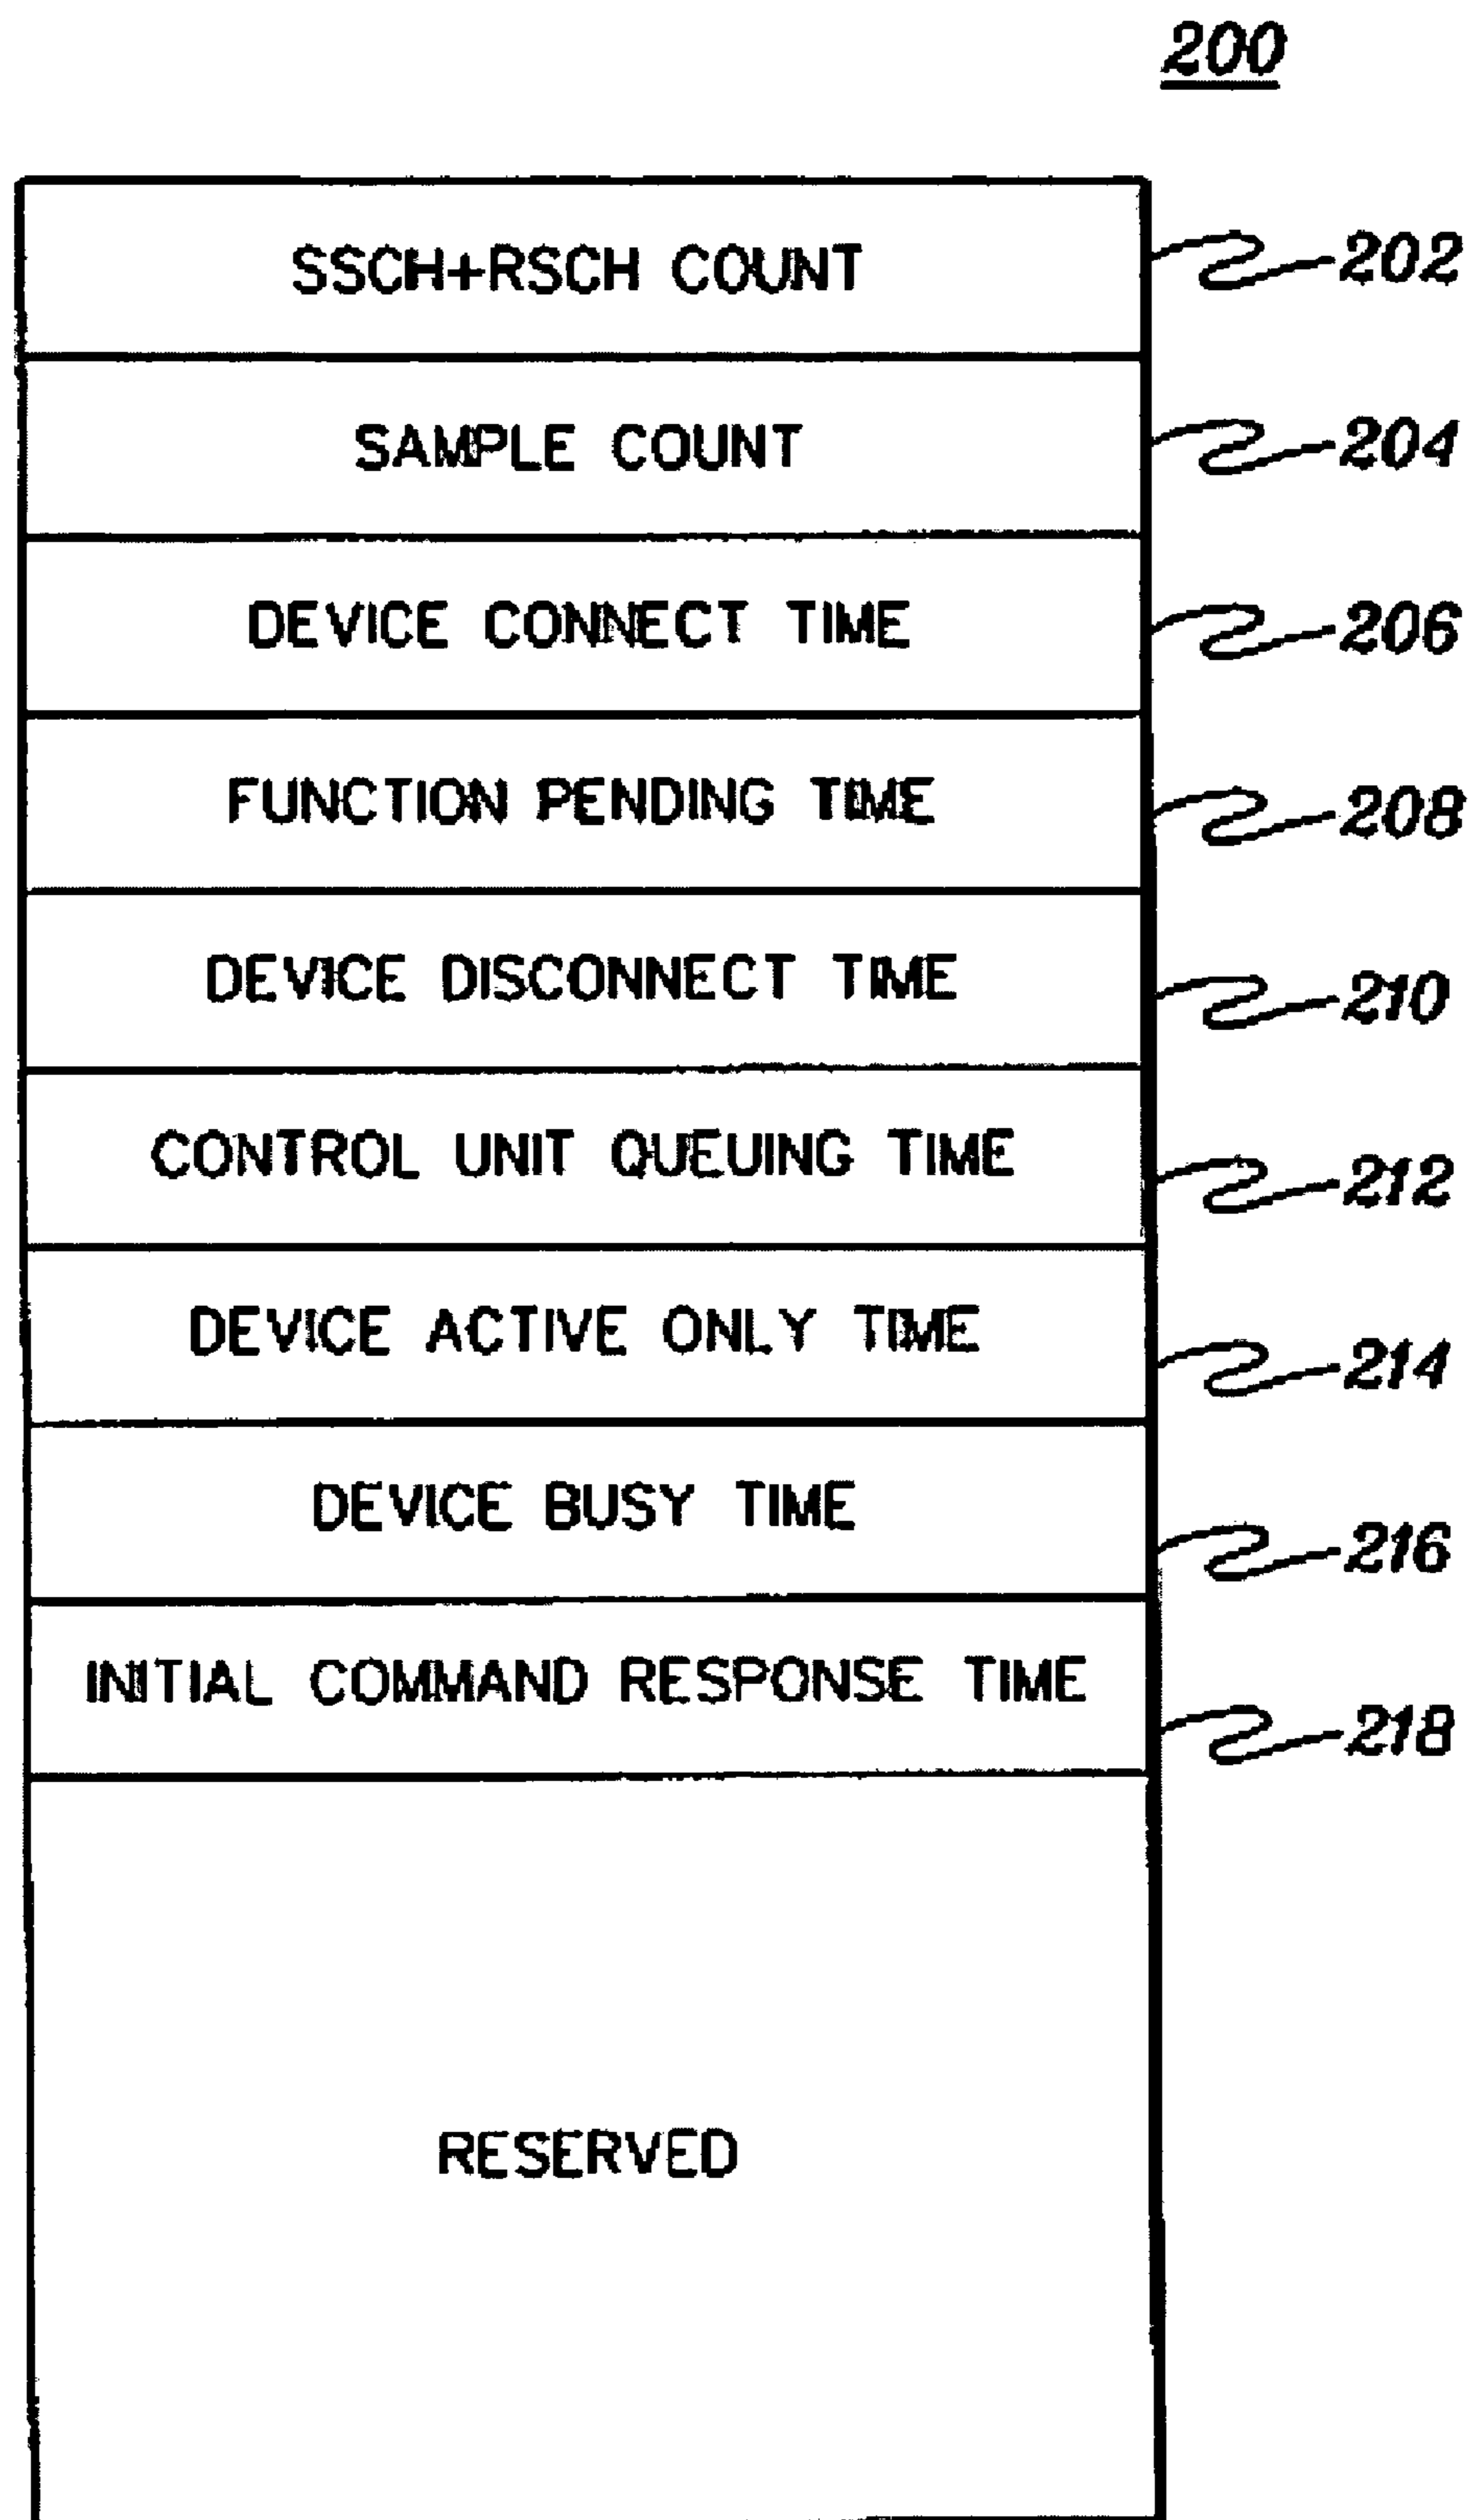 200
SSCH+RSCH COUNT 202
SAMPLE COUNT 204
DEVICE CONNECT TIME 206
FUNCTION PENDING TIME 208
DEVICE DISCONNECT TIME 210
CONTROL UNIT QUEUING TIME 212
DEVICE ACTIVE ONLY TIME 214
DEVICE BUSY TIME 216
INITIAL COMMAND RESPONSE TIME 218
RESERVED